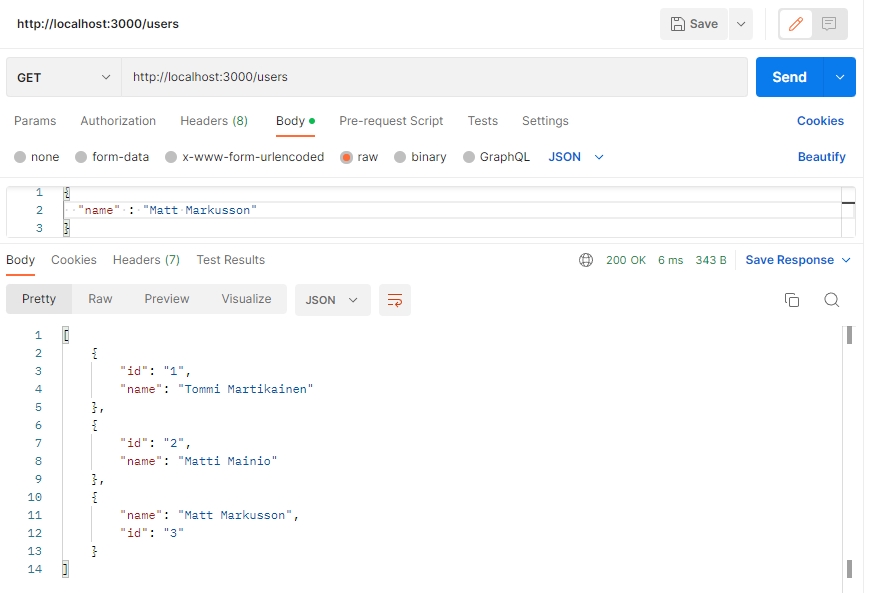 http://localhost:3000/users Save
GET http://localhost:3000/users Send
Params Authorization Headers (8) Body Pre-request Script Tests Settings Cookies
none form-data x-www-form-urlencoded raw binary GraphQL JSON Beautify
1 {
2 "name" : "Matt Markusson"
3 }
Body Cookies Headers (7) Test Results 200 OK 6 ms 343 B Save Response
Pretty Raw Preview Visualize JSON
1 [
2 {
3 "id": "1",
4 "name": "Tommi Martikainen"
5 },
6 {
7 "id": "2",
8 "name": "Matti Mainio"
9 },
10 {
11 "name": "Matt Markusson",
12 "id": "3"
13 }
14 ]